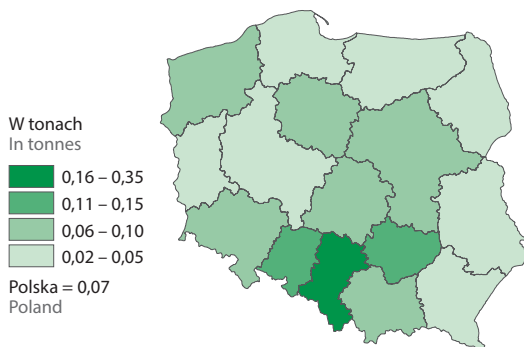 W tonach
In tonnes
0,16 – 0,35
0,11 – 0,15
0,06 – 0,10
0,02 – 0,05
Polska = 0,07
Poland